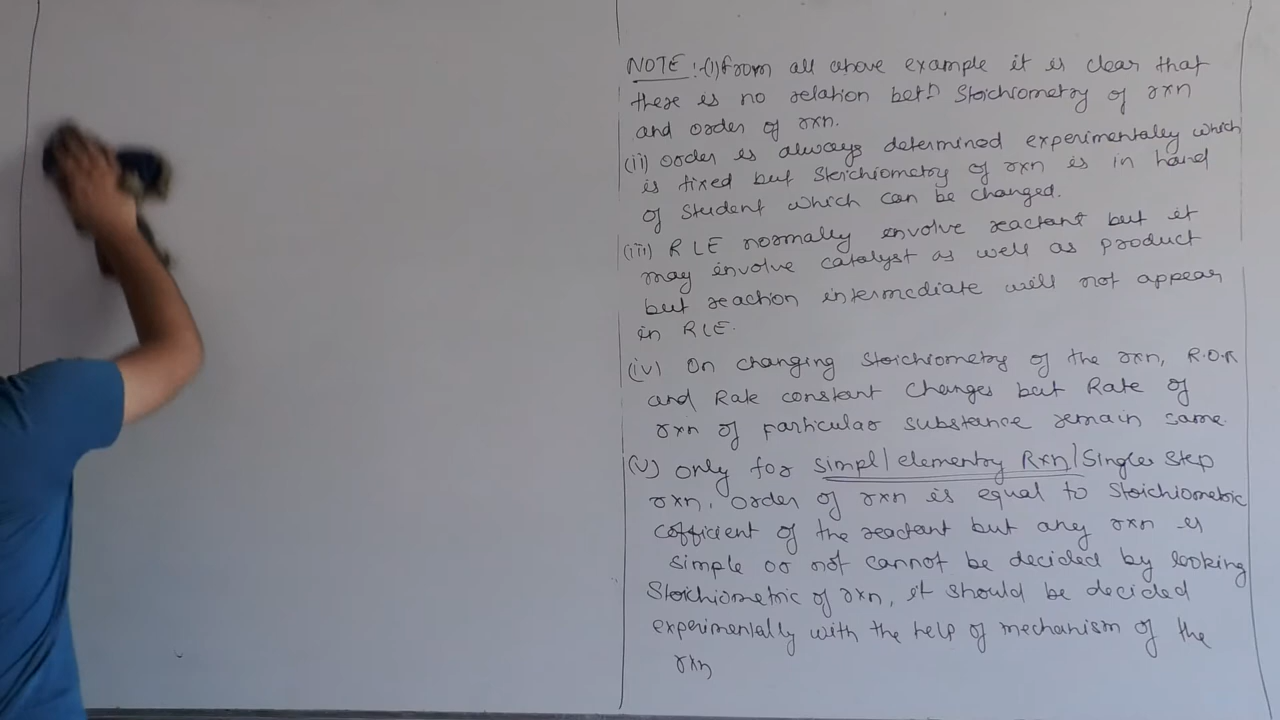 NOTE :- (i) from all above example it is clear that
there is no relation betn Stoichiometry of rxn
and order of rxn.
(ii) order is always determined experimentally which
is fixed but Stoichiometry of rxn is in hand
of Student which can be changed.
(iii) RLE normally involve reactant but it
may involve catalyst as well as product
but reaction intermediate will not appear
in RLE.
(iv) On changing Stoichiometry of the rxn, R.O.R
and Rate constant Changes but Rate of
rxn of particular substance remain same.
(v) only for simpl/elementry Rxn/Single Step
rxn, order of rxn is equal to Stoichiometric
cofficient of the reactant but any rxn is
simple or not cannot be decided by looking
Stoichiometric of rxn, it should be decided
experimentally with the help of mechanism of the
rxn